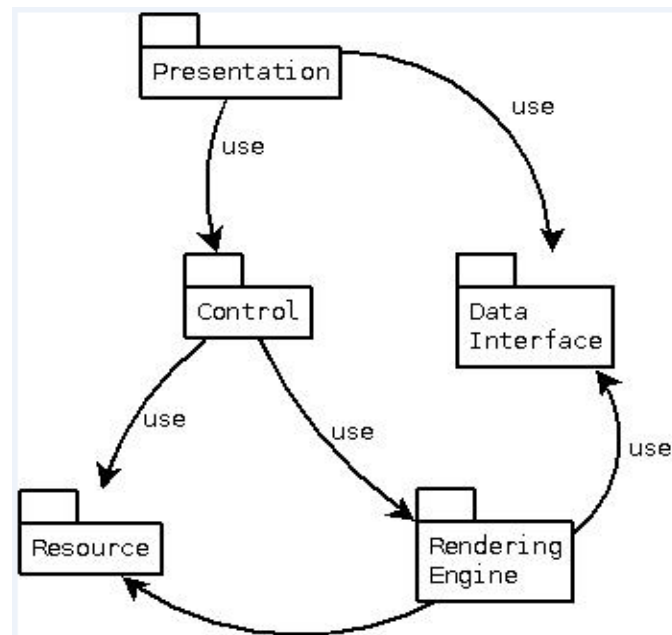 Presentation
use
use
Control
Data
Interface
use
use
use
Resource
Rendering
Engine